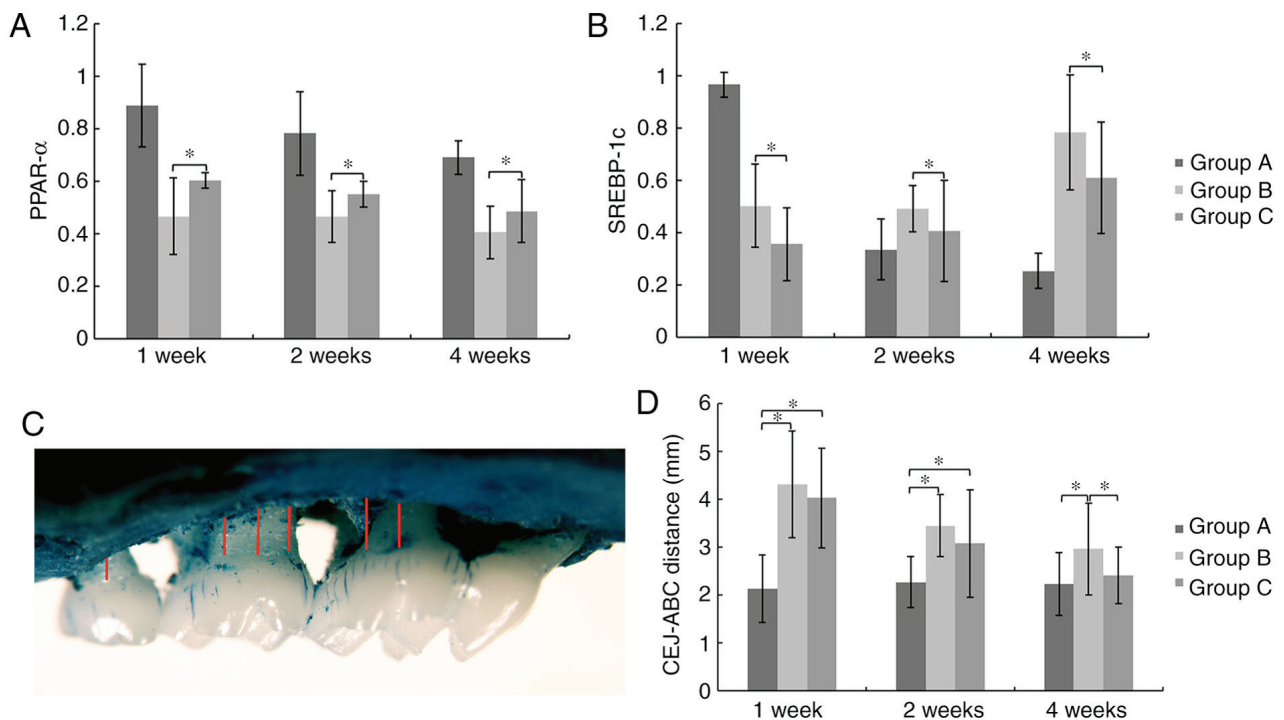 A
PPAR-α
1.2
1
0.8
0.6
0.4
0.2
0
*
*
*
1 week
2 weeks
4 weeks
B
SREBP-1c
1.2
1
0.8
0.6
0.4
0.2
0
*
*
*
1 week
2 weeks
4 weeks
Group A
Group B
Group C
C
D
CEJ-ABC distance (mm)
6
5
4
3
2
1
0
*
*
*
*
*
*
1 week
2 weeks
4 weeks
Group A
Group B
Group C